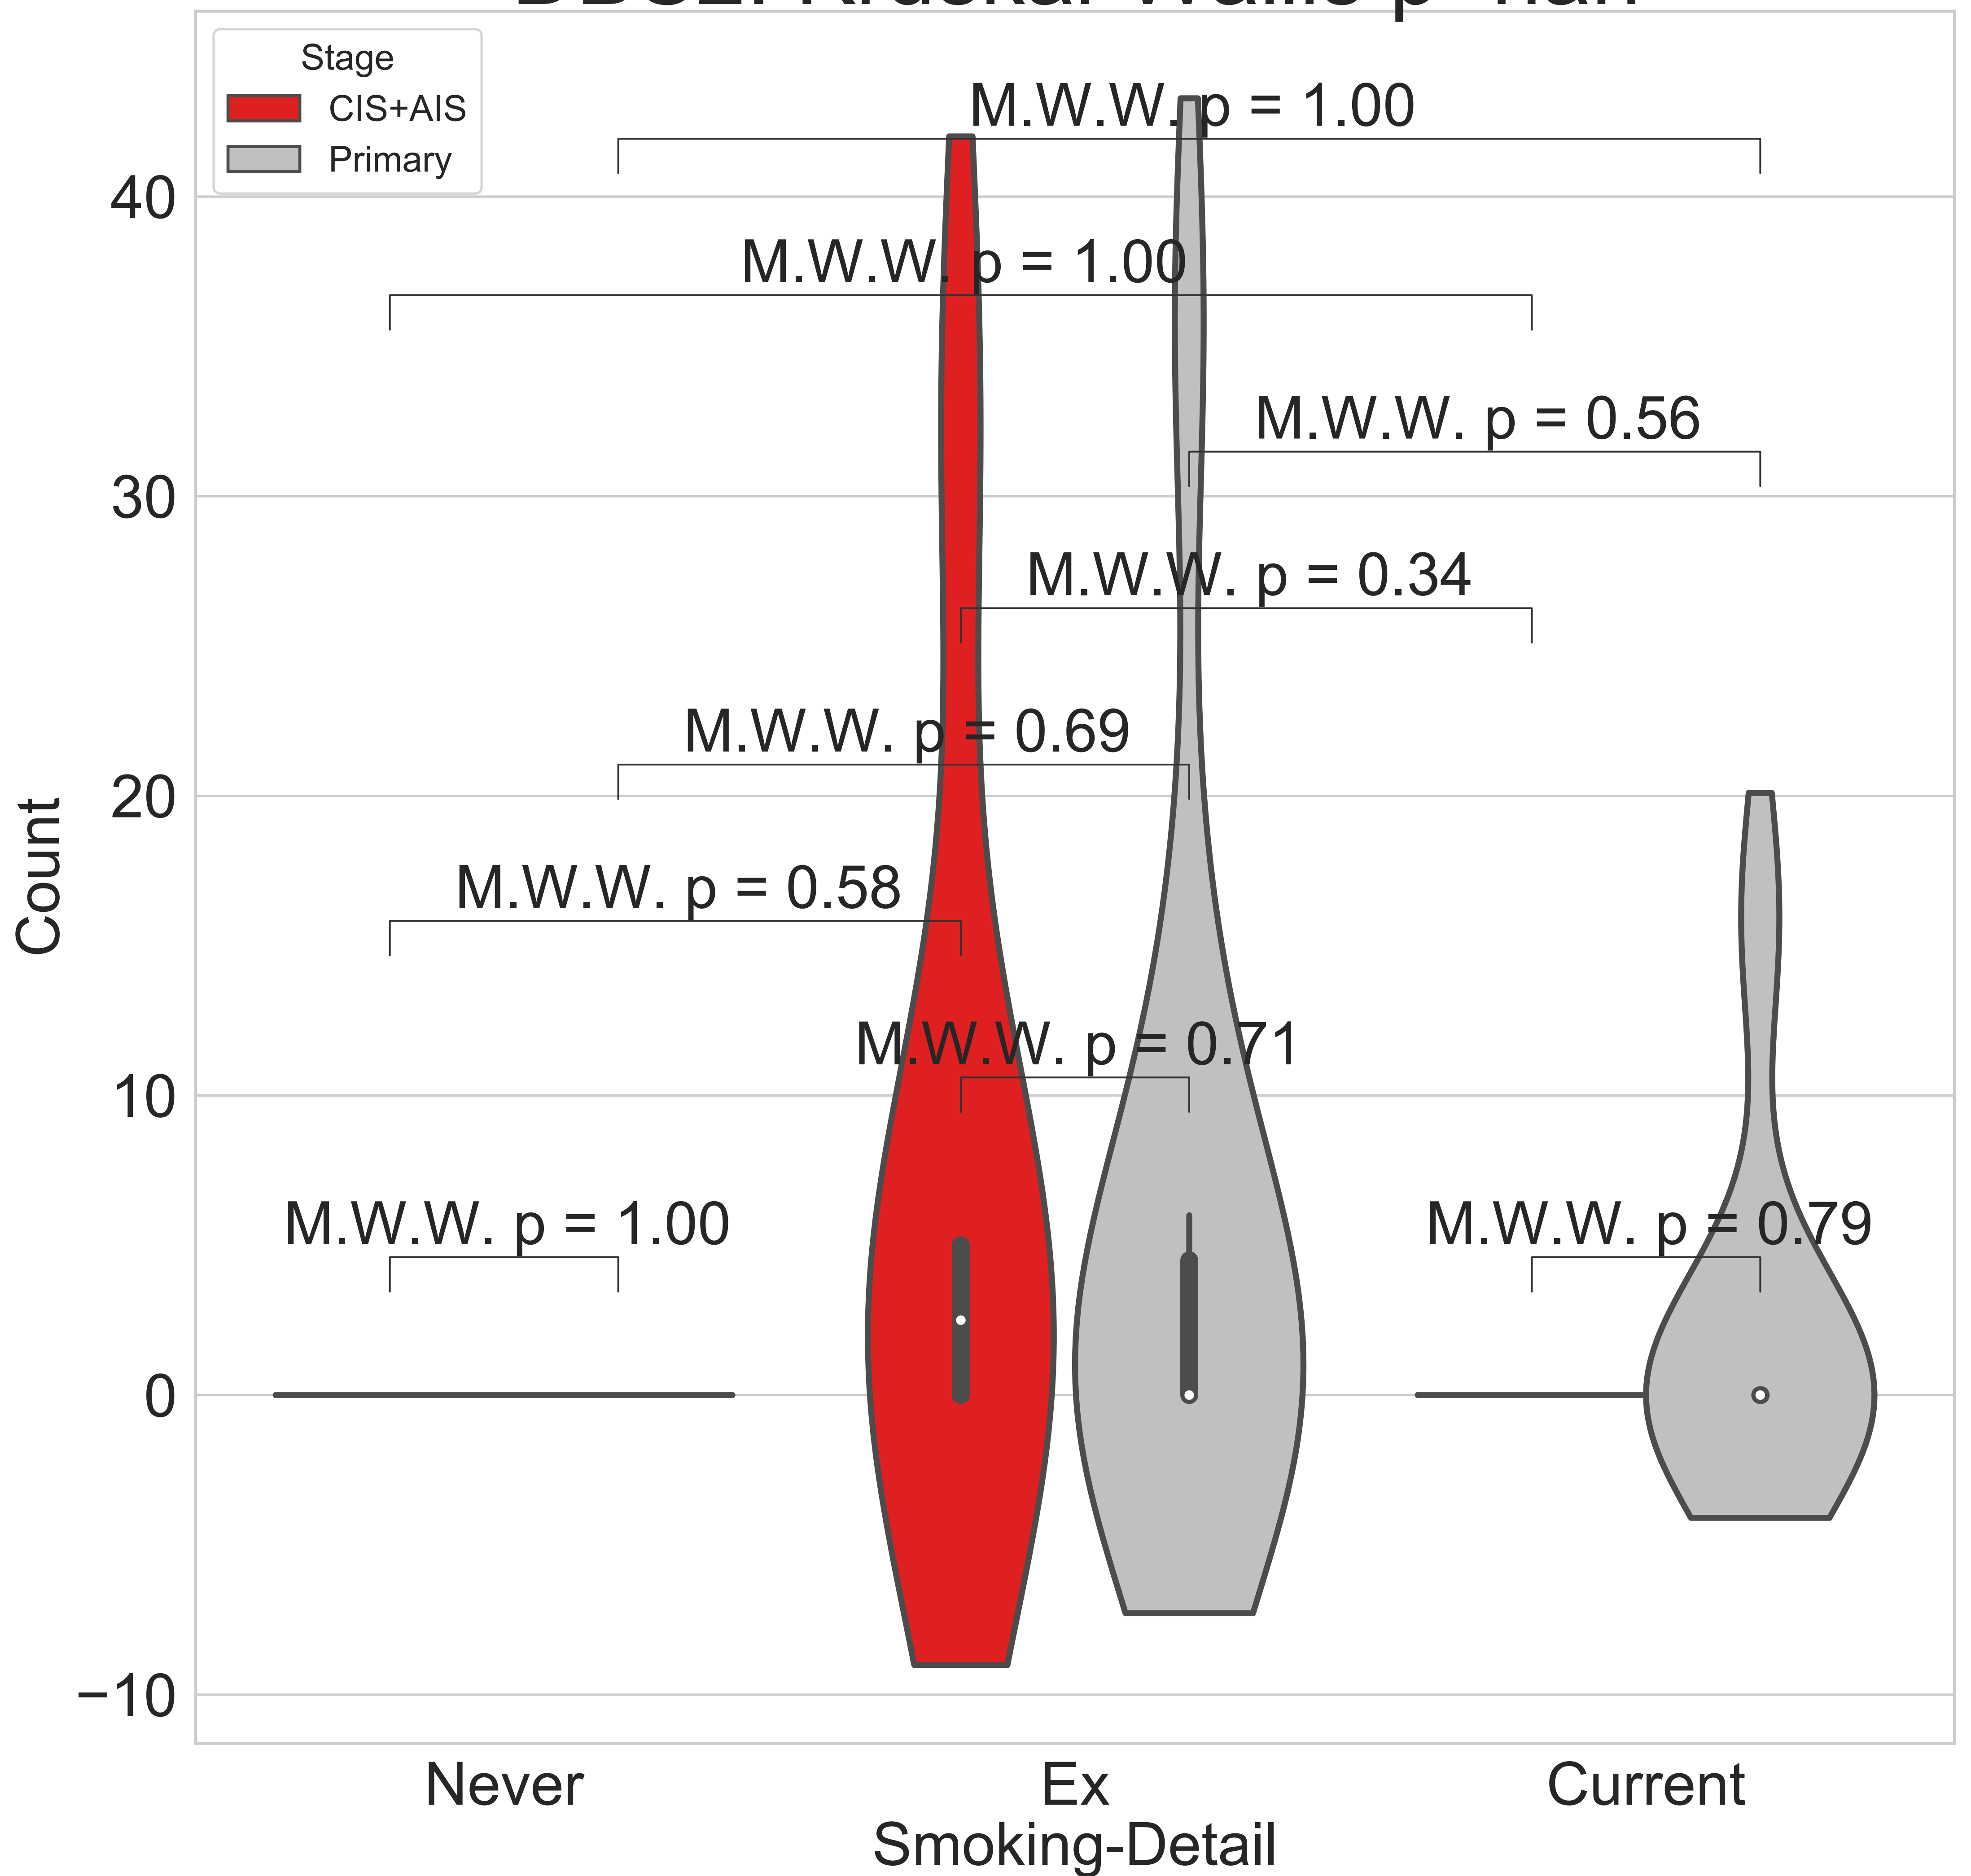 Stage
CIS+AIS
Primary
M.W.W. p = 1.00
40
M.W.W. p = 1.00
M.W.W. p = 0.56
30
M.W.W. p = 0.34
M.W.W. p = 0.69
20
M.W.W. p = 0.58
Count
M.W.W. p = 0.71
10
M.W.W. p = 1.00
M.W.W. p = 0.79
0
−10
Never
Ex
Current
Smoking-Detail